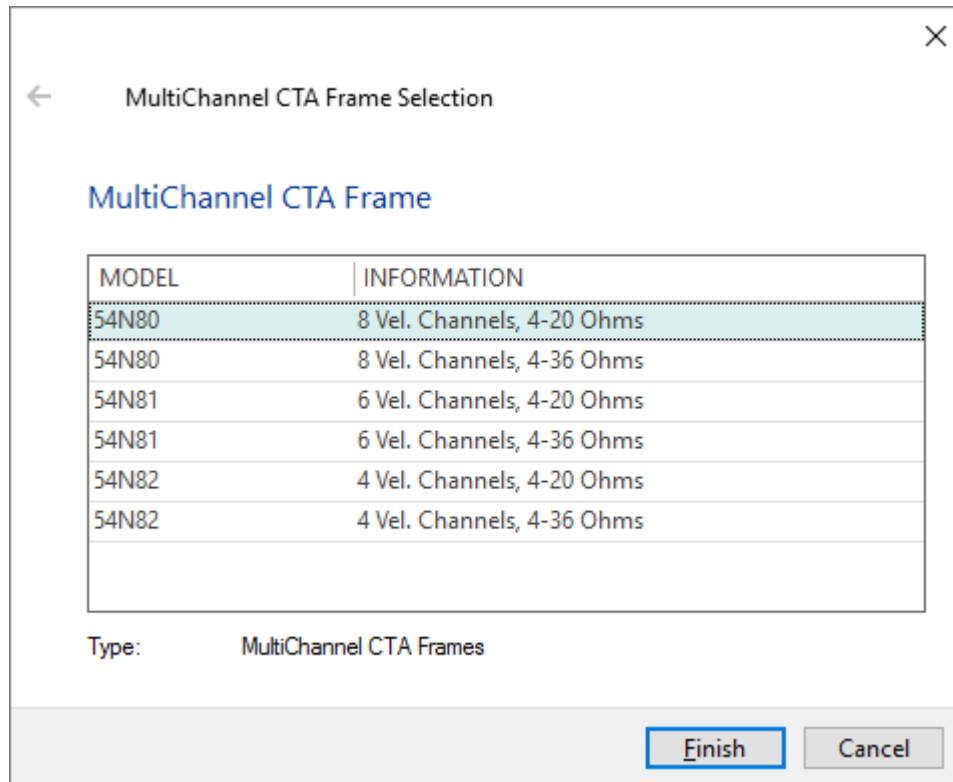 MultiChannel CTA Frame Selection
MultiChannel CTA Frame
MODEL INFORMATION
54N80 8 Vel. Channels, 4-20 Ohms
54N80 8 Vel. Channels, 4-36 Ohms
54N81 6 Vel. Channels, 4-20 Ohms
54N81 6 Vel. Channels, 4-36 Ohms
54N82 4 Vel. Channels, 4-20 Ohms
54N82 4 Vel. Channels, 4-36 Ohms
Type: MultiChannel CTA Frames
Finish Cancel